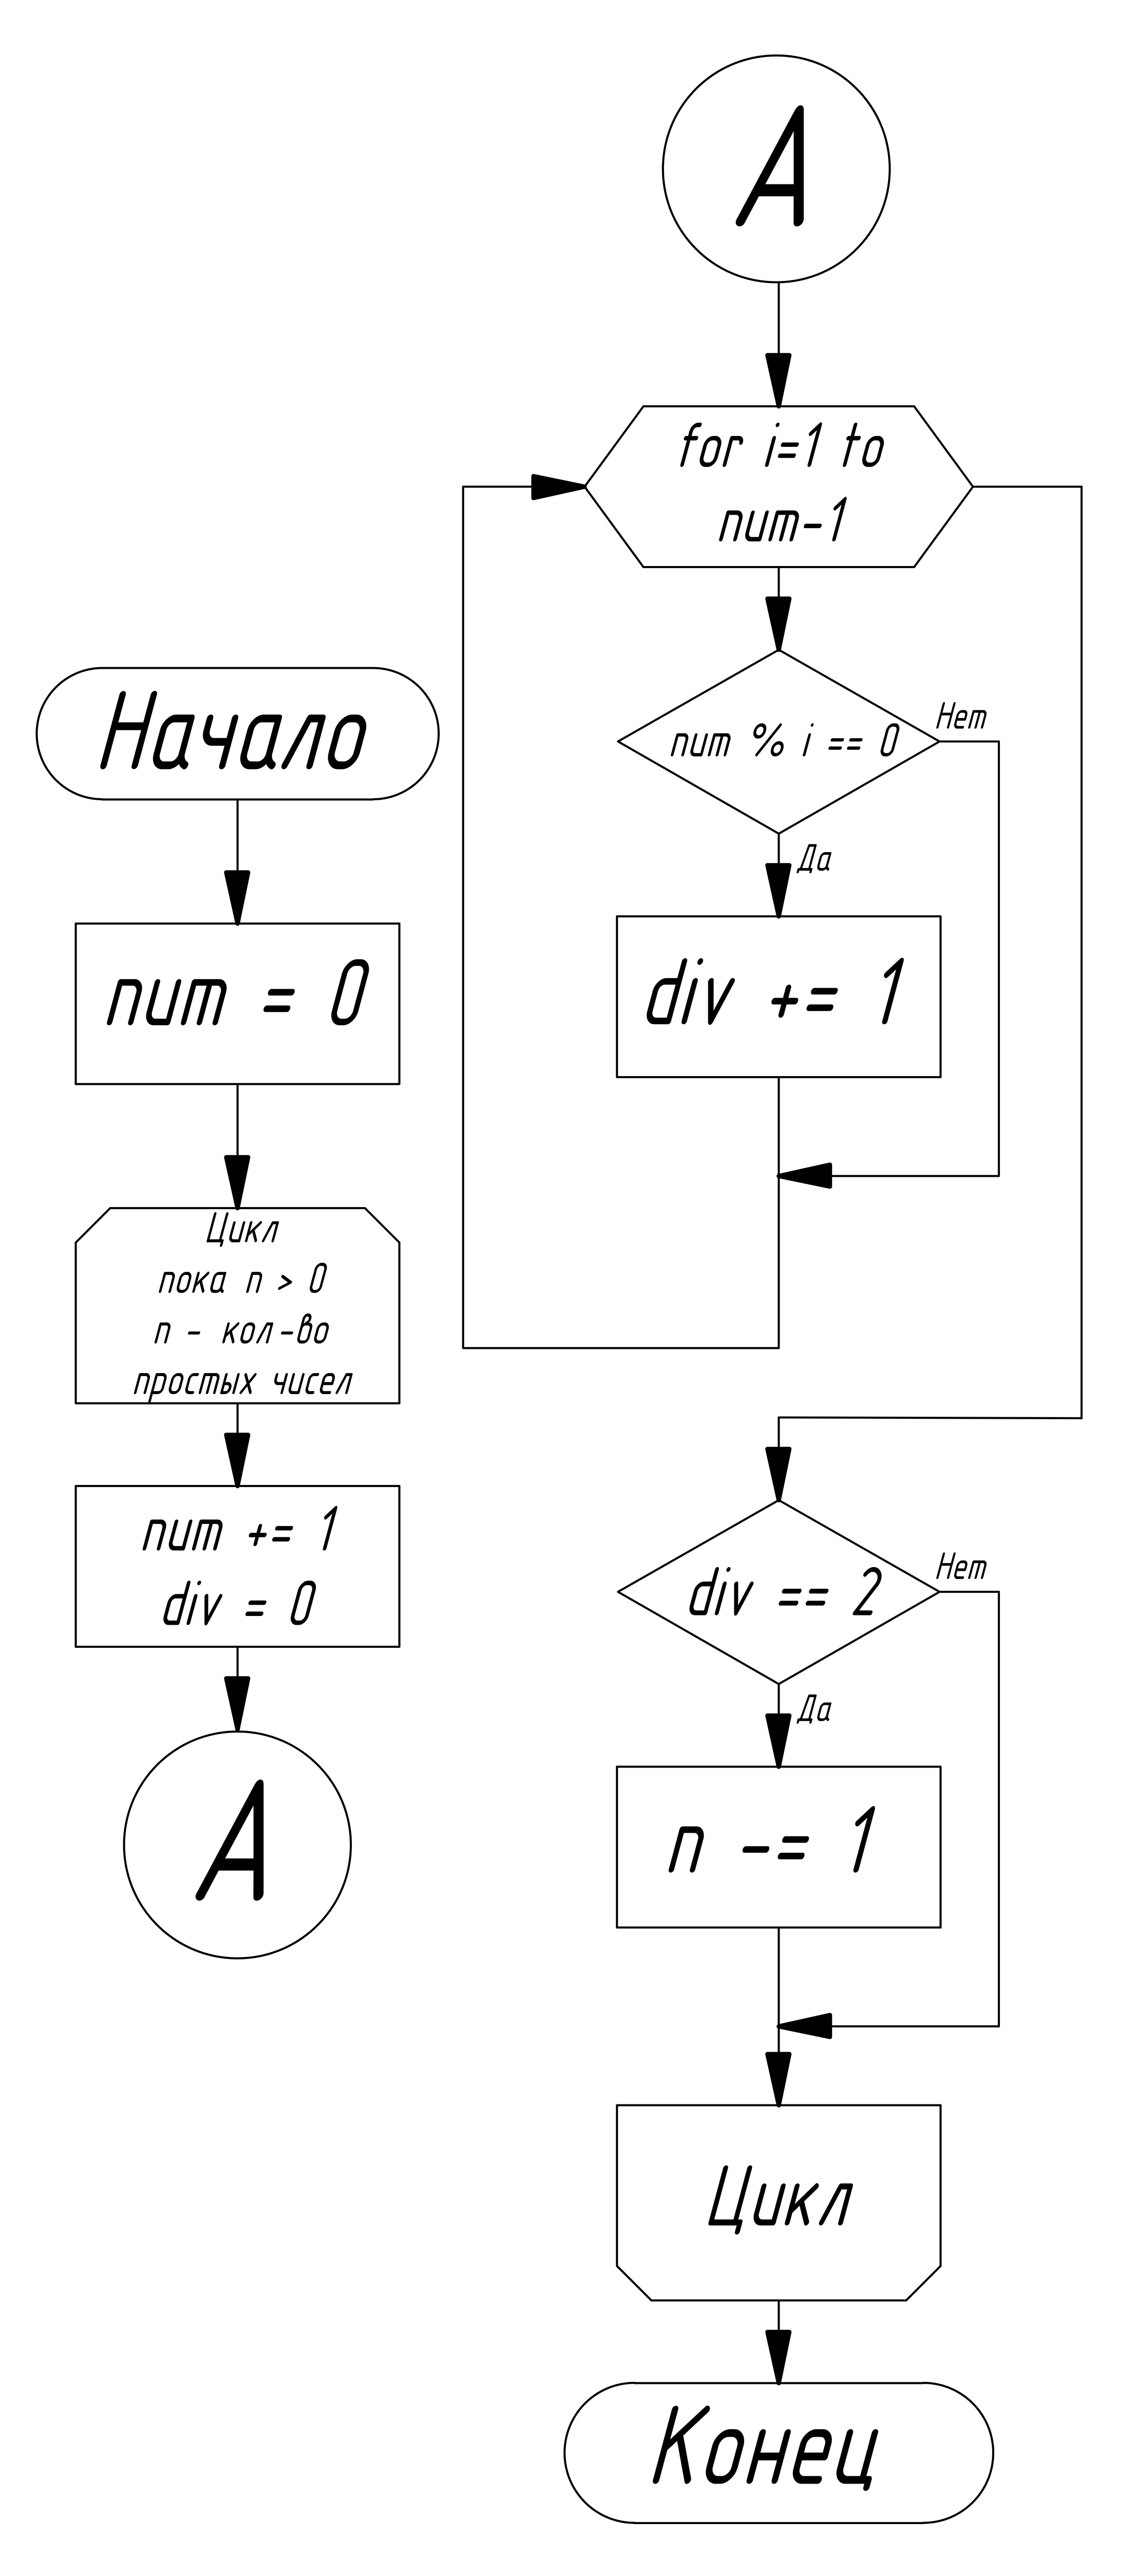 Начало
num = 0
Цикл
пока n > 0
n - кол-во
простых чисел
num += 1
div = 0
A
A
for i=1 to
num-1
num % i == 0
Нет
Да
div += 1
div == 2
Нет
Да
n -= 1
Цикл
Конец